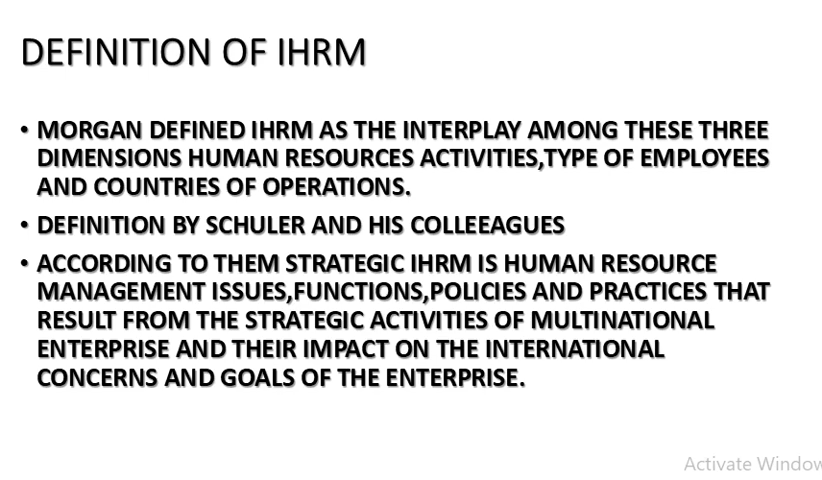 DEFINITION OF IHRM
• MORGAN DEFINED IHRM AS THE INTERPLAY AMONG THESE THREE
DIMENSIONS HUMAN RESOURCES ACTIVITIES,TYPE OF EMPLOYEES
AND COUNTRIES OF OPERATIONS.
• DEFINITION BY SCHULER AND HIS COLLEEAGUES
• ACCORDING TO THEM STRATEGIC IHRM IS HUMAN RESOURCE
MANAGEMENT ISSUES,FUNCTIONS,POLICIES AND PRACTICES THAT
RESULT FROM THE STRATEGIC ACTIVITIES OF MULTINATIONAL
ENTERPRISE AND THEIR IMPACT ON THE INTERNATIONAL
CONCERNS AND GOALS OF THE ENTERPRISE.
Activate Window